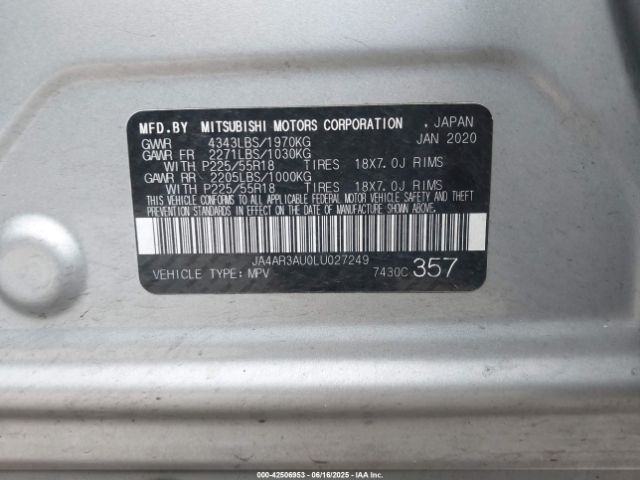 MFD.BY MITSUBISHI MOTORS CORPORATION . JAPAN
GVWR 4343LBS/1970KG JAN 2020
GAWR FR 2271LBS/1030KG
WITH P225/55R18 TIRES 18X7.0J RIMS
GAWR RR 2205LBS/1000KG
WITH P225/55R18 TIRES 18X7.0J RIMS
THIS VEHICLE CONFORMS TO ALL APPLICABLE FEDERAL MOTOR VEHICLE SAFETY AND THEFT
PREVENTION STANDARDS IN EFFECT ON THE DATE OF MANUFACTURE SHOWN ABOVE.
JA4AR3AU0LU027249
VEHICLE TYPE: MPV 7430C 357
000-42506953 - 06/16/2025 - © IAA Holdings, LLC